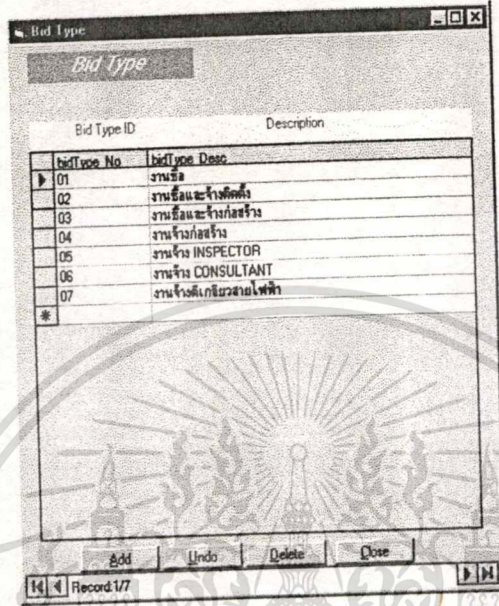 Bid Type
Bid Type
Bid Type ID Description
bidType_No bidType_Desc
01 งานซื้อ
02 งานซื้อและจ้างติดตั้ง
03 งานซื้อและจ้างก่อสร้าง
04 งานจ้างก่อสร้าง
05 งานจ้าง INSPECTOR
06 งานจ้าง CONSULTANT
07 งานจ้างตีเกลียวสายไฟฟ้า
Add Undo Delete Close
Record:1/7